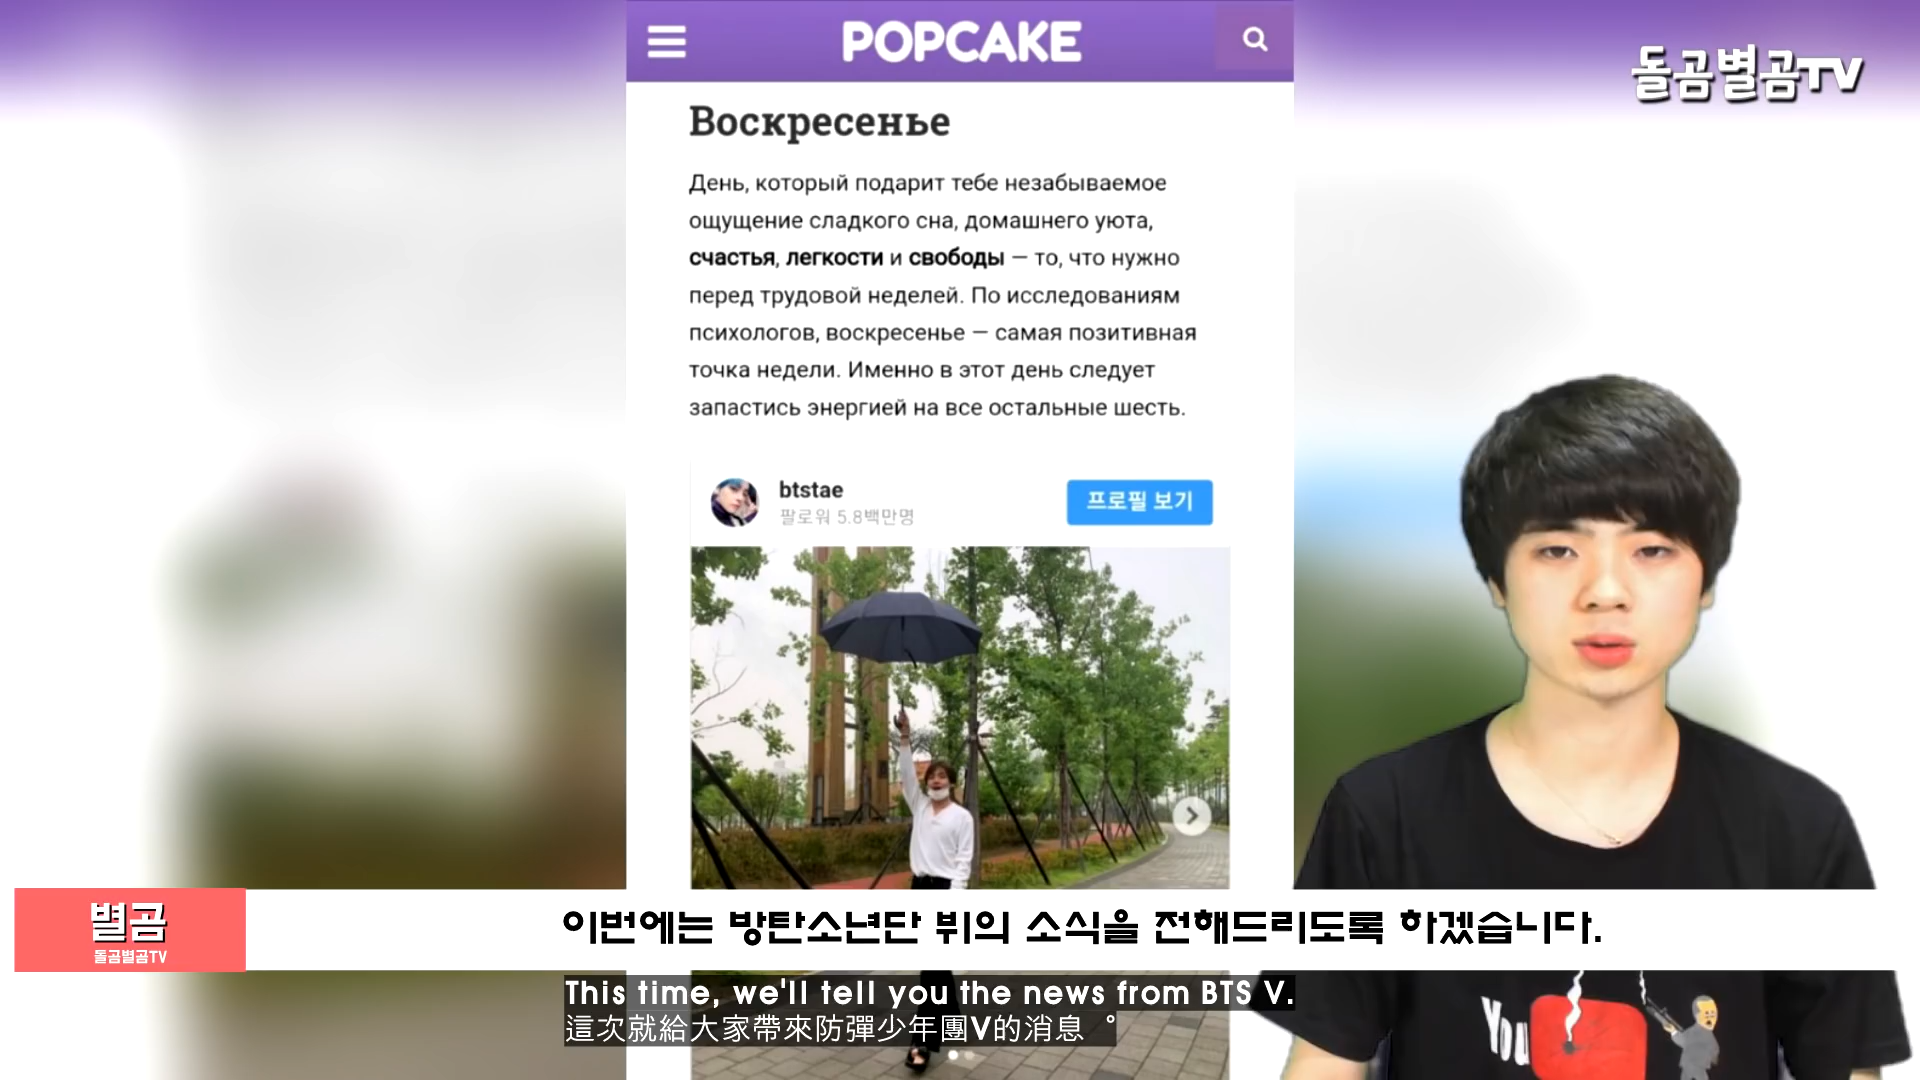 POPCAKE
돌곰별곰TV
Воскресенье
День, который подарит тебе незабываемое
ощущение сладкого сна, домашнего уюта,
счастья, легкости и свободы — то, что нужно
перед трудовой неделей. По исследованиям
психологов, воскресенье — самая позитивная
точка недели. Именно в этот день следует
запастись энергией на все остальные шесть.
btstae
팔로워 5.8백만명
프로필 보기
별곰
돌곰별곰TV
이번에는 방탄소년단 뷔의 소식을 전해드리도록 하겠습니다.
This time, we'll tell you the news from BTS V.
這次就給大家帶來防彈少年團V的消息。
You